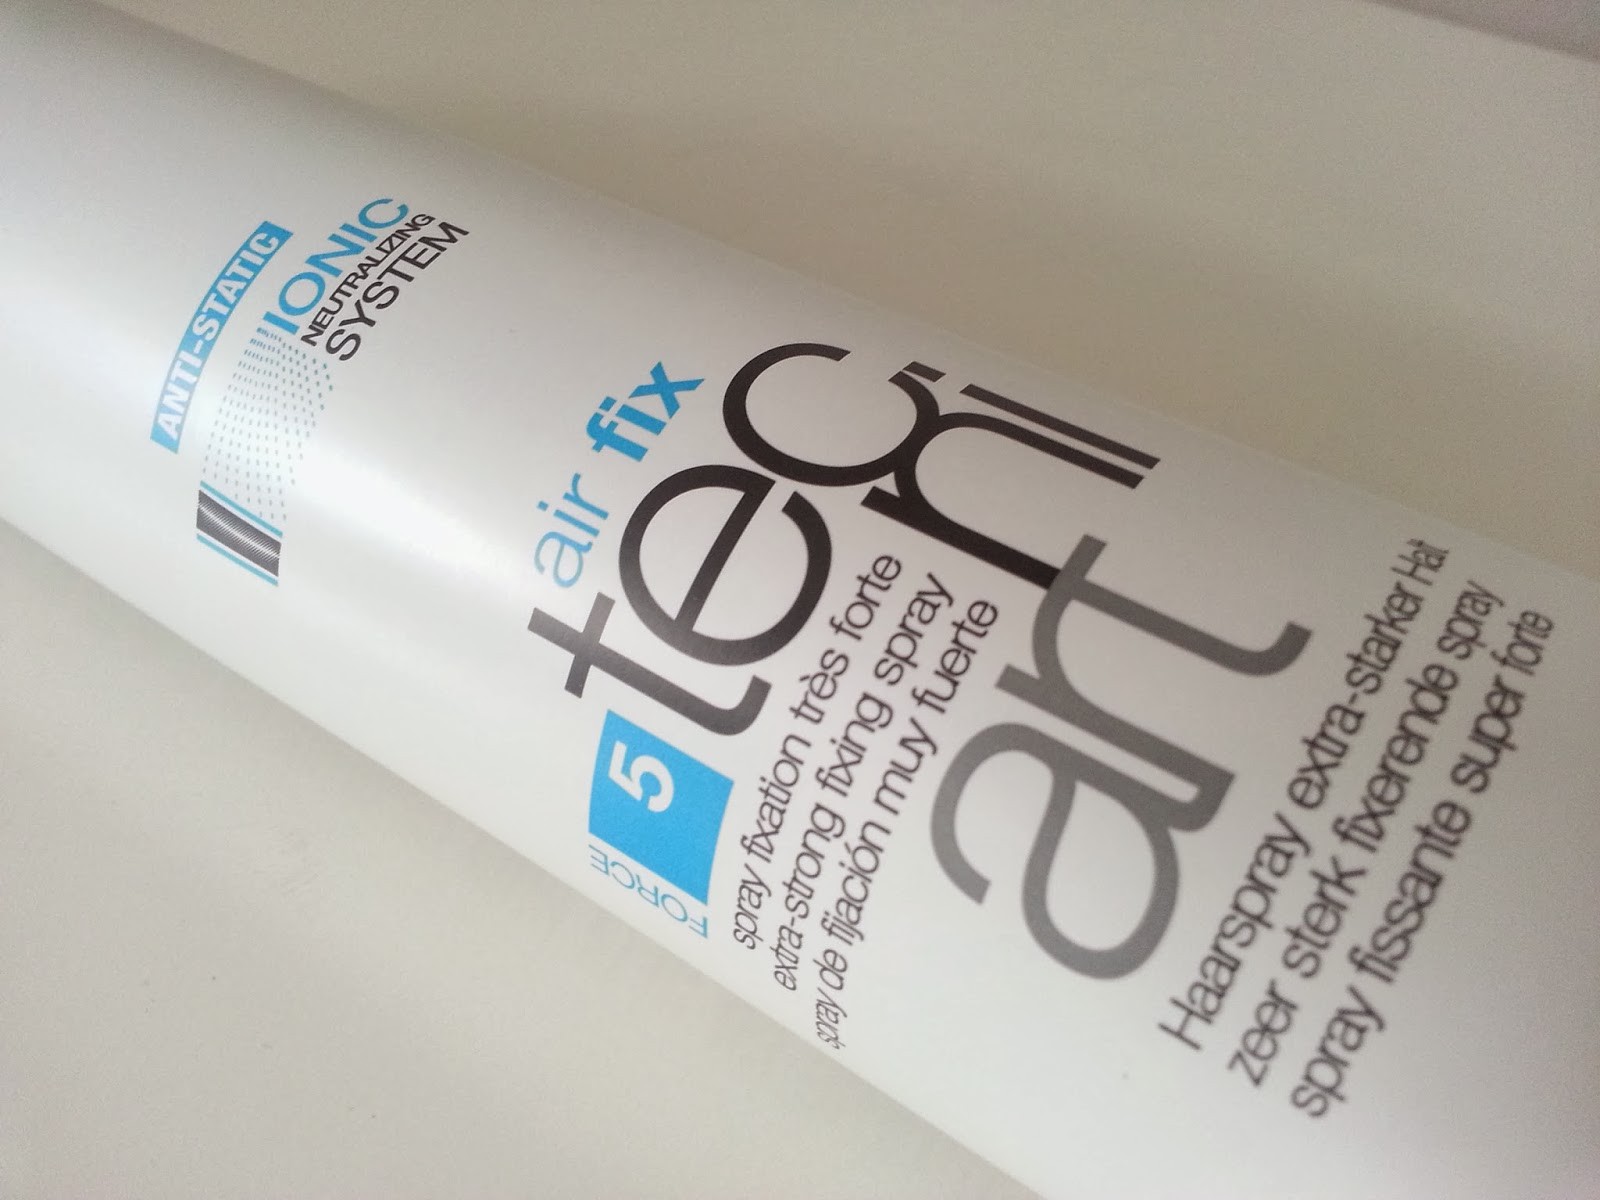 ANTI-STATIC
IONIC
NEUTRALIZING
SYSTEM
air fix
tecni
art
5
FORCE
spray fixation très forte
extra-strong fixing spray
spray de fijación muy fuerte
Haarspray extra-starker Halt
zeer sterk fixerende spray
spray fissante super forte